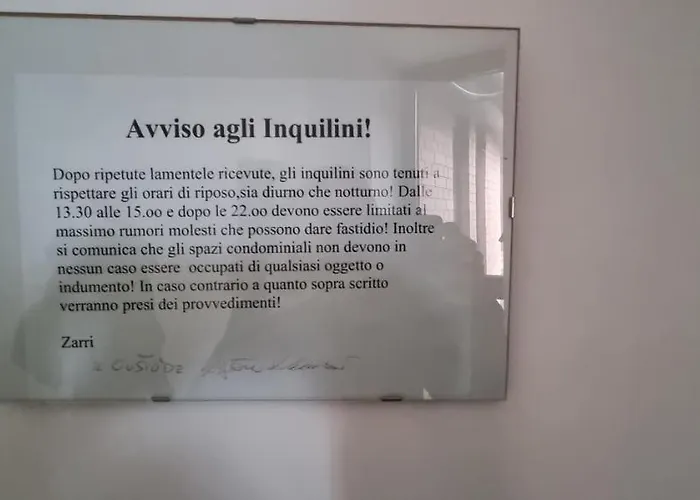 Avviso agli Inquilini!
Dopo ripetute lamentele ricevute, gli inquilini sono tenuti a
rispettare gli orari di riposo,sia diurno che notturno! Dalle
13.30 alle 15.oo e dopo le 22.oo devono essere limitati al
massimo rumori molesti che possono dare fastidio! Inoltre
si comunica che gli spazi condominiali non devono in
nessun caso essere occupati di qualsiasi oggetto o
indumento! In caso contrario a quanto sopra scritto
verranno presi dei provvedimenti!
Zarri